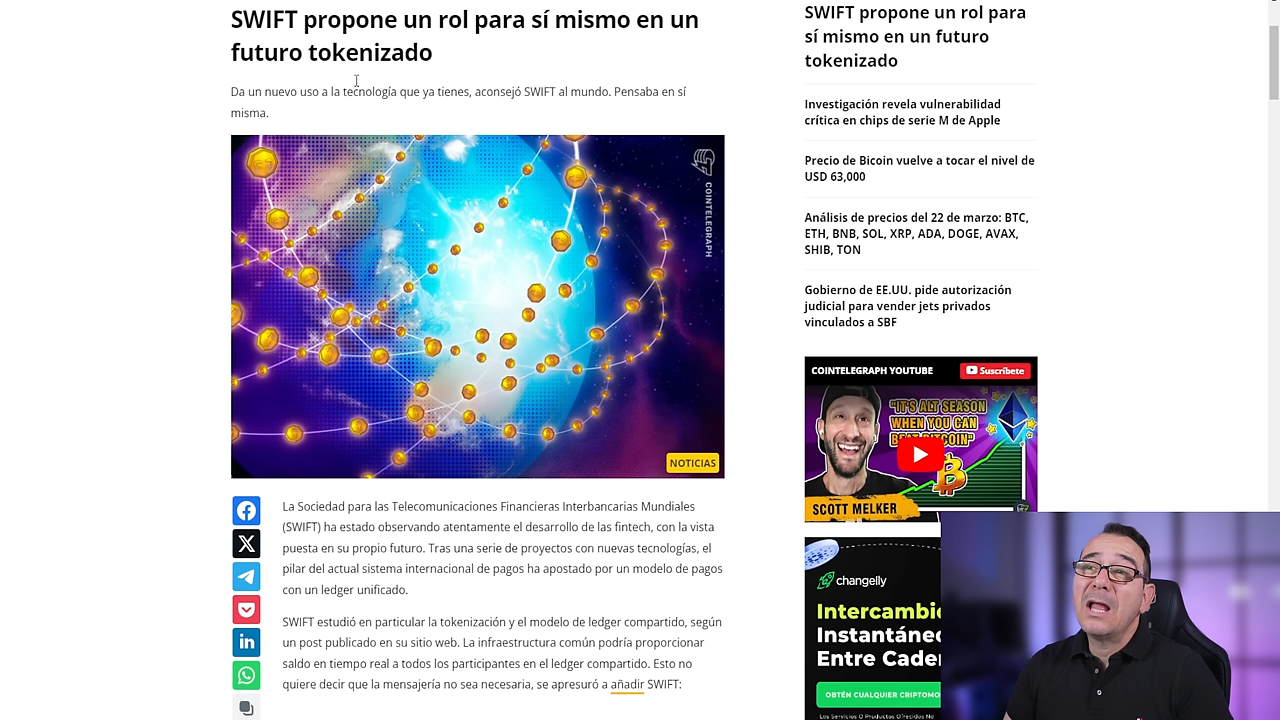 SWIFT propone un rol para sí mismo en un
futuro tokenizado
Da un nuevo uso a la tecnología que ya tienes, aconsejó SWIFT al mundo. Pensaba en sí
misma.
COINTELEGRAPH
NOTICIAS
La Sociedad para las Telecomunicaciones Financieras Interbancarias Mundiales
(SWIFT) ha estado observando atentamente el desarrollo de las fintech, con la vista
puesta en su propio futuro. Tras una serie de proyectos con nuevas tecnologías, el
pilar del actual sistema internacional de pagos ha apostado por un modelo de pagos
con un ledger unificado.
SWIFT estudió en particular la tokenización y el modelo de ledger compartido, según
un post publicado en su sitio web. La infraestructura común podría proporcionar
saldo en tiempo real a todos los participantes en el ledger compartido. Esto no
quiere decir que la mensajería no sea necesaria, se apresuró a añadir SWIFT:
SWIFT propone un rol para
sí mismo en un futuro
tokenizado
Investigación revela vulnerabilidad
crítica en chips de serie M de Apple
Precio de Bicoin vuelve a tocar el nivel de
USD 63,000
Análisis de precios del 22 de marzo: BTC,
ETH, BNB, SOL, XRP, ADA, DOGE, AVAX,
SHIB, TON
Gobierno de EE.UU. pide autorización
judicial para vender jets privados
vinculados a SBF
COINTELEGRAPH YOUTUBE
Suscríbete
"IT'S ALT SEASON
WHEN YOU CAN
BEAT BITCOIN"
SCOTT MELKER
changelly
Intercambio
Instantáneo
Entre Cade
OBTÉN CUALQUIER CRIPTOMO
Los Servicios O Productos Ofrecidos No